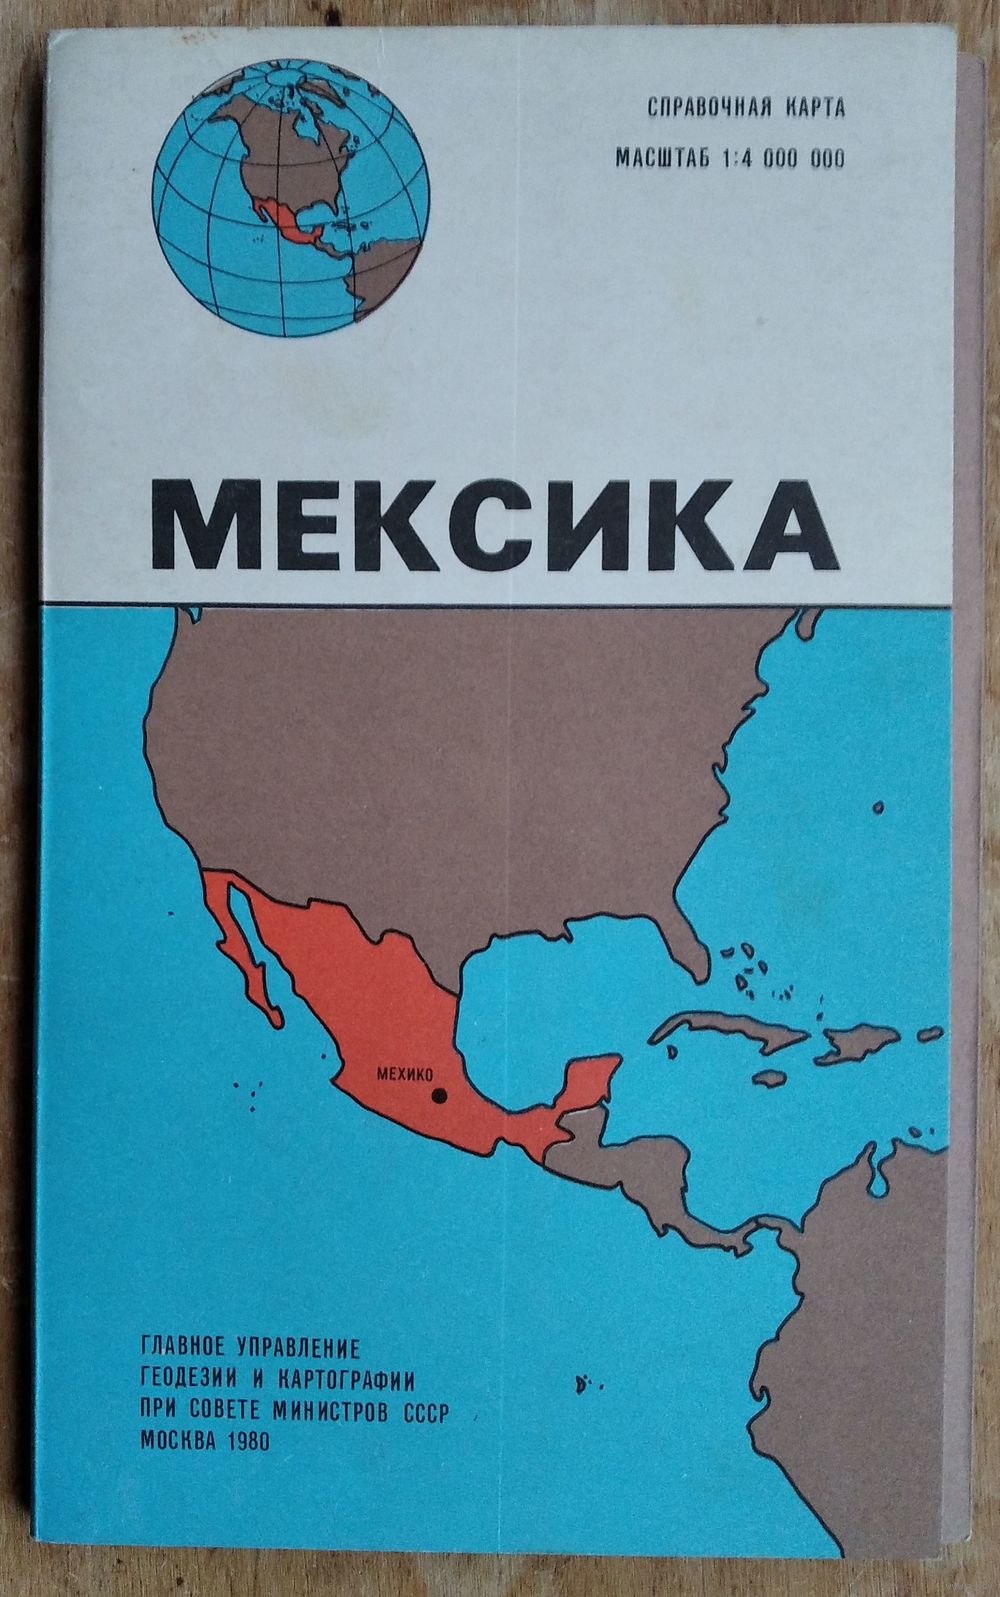 СПРАВОЧНАЯ КАРТА
МАСШТАБ 1:4 000 000
МЕКСИКА
МЕХИКО
ГЛАВНОЕ УПРАВЛЕНИЕ
ГЕОДЕЗИИ И КАРТОГРАФИИ
ПРИ СОВЕТЕ МИНИСТРОВ СССР
МОСКВА 1980